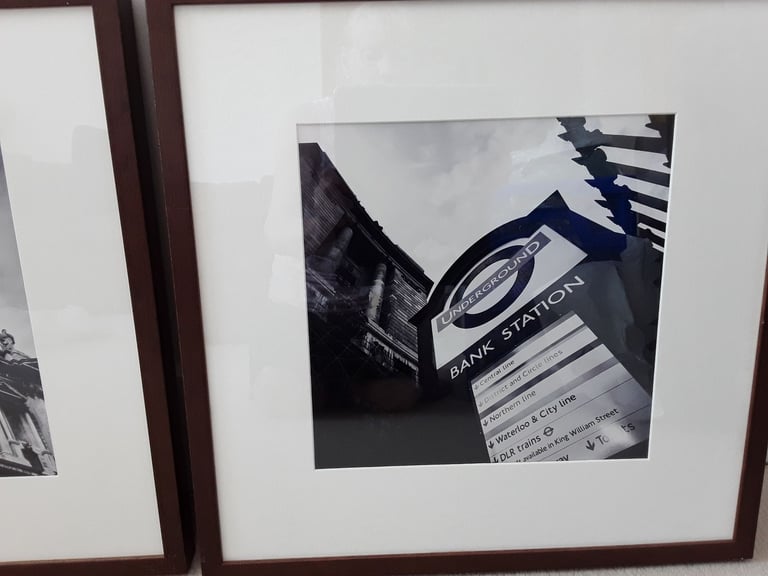 UNDERGROUND
BANK STATION
Central line
District and Circle lines
Northern line
Waterloo & City line
DLR trains
available in King William Street